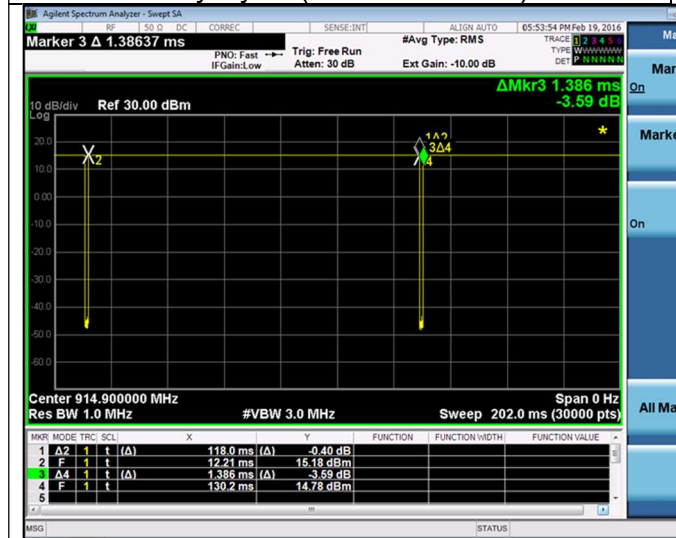 Agilent Spectrum Analyzer - Swept SA
RF 50 Ω DC CORREC SENSE:INT ALIGN AUTO 05:53:54 PM Feb 19, 2016
Marker 3 Δ 1.38637 ms #Avg Type: RMS TRACE 1 2 3 4 5 6
PNO: Fast Trig: Free Run TYPE WWWWWW
IFGain:Low Atten: 30 dB Ext Gain: -10.00 dB DET P N N N N N
ΔMkr3 1.386 ms
10 dB/div Ref 30.00 dBm -3.59 dB
Log
20.0
10.0
0.00
-10.0
-20.0
-30.0
-40.0
-50.0
-60.0
2
1Δ2
3Δ4
4
Center 914.900000 MHz Span 0 Hz
Res BW 1.0 MHz #VBW 3.0 MHz Sweep 202.0 ms (30000 pts)
MKR MODE TRC SCL X Y FUNCTION FUNCTION WIDTH FUNCTION VALUE
1 Δ2 1 t (Δ) 118.0 ms (Δ) -0.40 dB
2 F 1 t 12.21 ms 15.18 dBm
3 Δ4 1 t (Δ) 1.386 ms (Δ) -3.59 dB
4 F 1 t 130.2 ms 14.78 dBm
5
MSG STATUS
Ma
Mar
On
Marke
On
All Ma